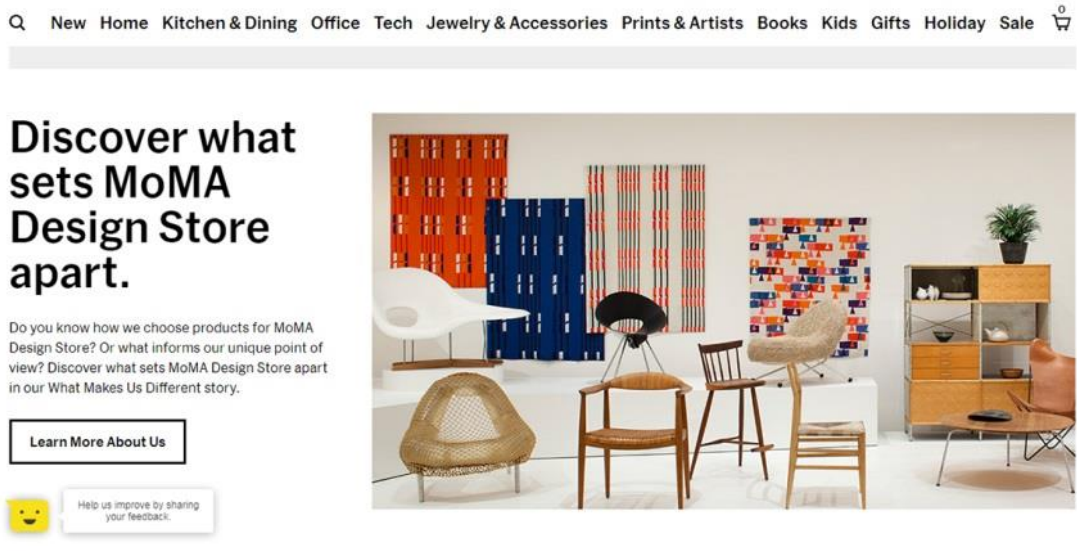 New Home Kitchen & Dining Office Tech Jewelry & Accessories Prints & Artists Books Kids Gifts Holiday Sale 0
Discover what
sets MoMA
Design Store
apart.
Do you know how we choose products for MoMA
Design Store? Or what informs our unique point of
view? Discover what sets MoMA Design Store apart
in our What Makes Us Different story.
Learn More About Us
Help us improve by sharing
your feedback.